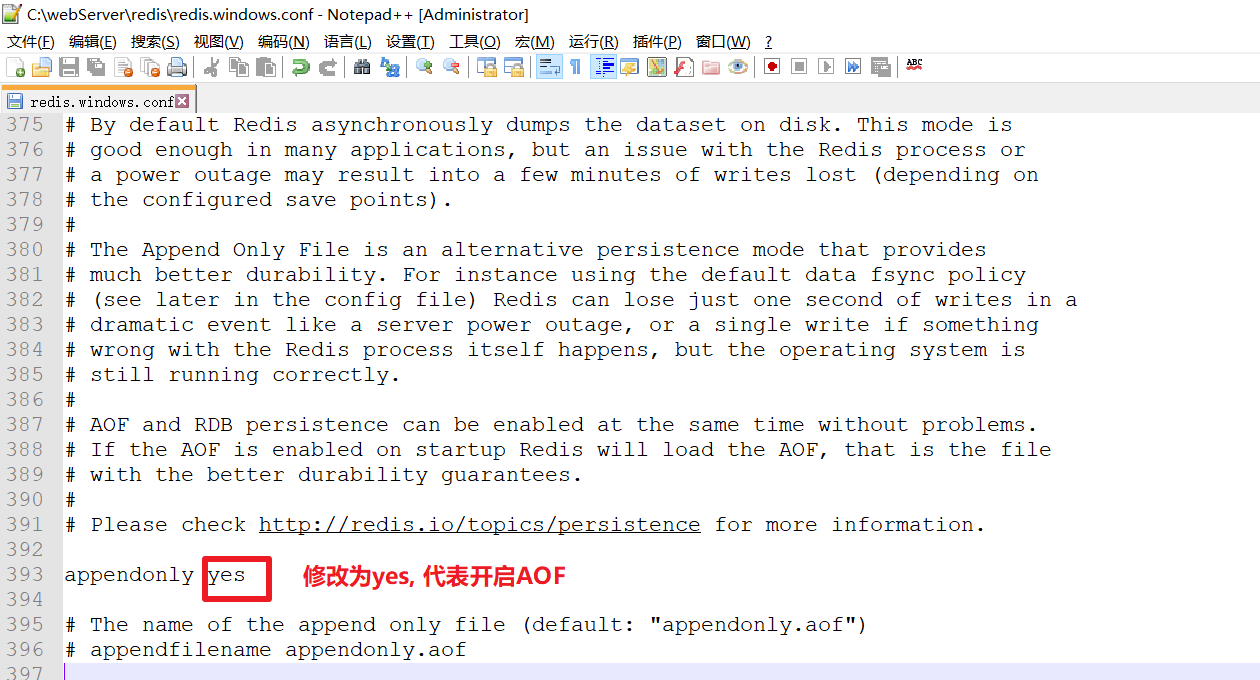 C:\webServer\redis\redis.windows.conf - Notepad++ [Administrator]
文件(F) 编辑(E) 搜索(S) 视图(V) 编码(N) 语言(L) 设置(T) 工具(O) 宏(M) 运行(R) 插件(P) 窗口(W) ?
ABC
redis.windows.conf
375 # By default Redis asynchronously dumps the dataset on disk. This mode is
376 # good enough in many applications, but an issue with the Redis process or
377 # a power outage may result into a few minutes of writes lost (depending on
378 # the configured save points).
379 #
380 # The Append Only File is an alternative persistence mode that provides
381 # much better durability. For instance using the default data fsync policy
382 # (see later in the config file) Redis can lose just one second of writes in a
383 # dramatic event like a server power outage, or a single write if something
384 # wrong with the Redis process itself happens, but the operating system is
385 # still running correctly.
386 #
387 # AOF and RDB persistence can be enabled at the same time without problems.
388 # If the AOF is enabled on startup Redis will load the AOF, that is the file
389 # with the better durability guarantees.
390 #
391 # Please check http://redis.io/topics/persistence for more information.
392
393 appendonly yes 修改为yes, 代表开启AOF
394
395 # The name of the append only file (default: "appendonly.aof")
396 # appendfilename appendonly.aof
397